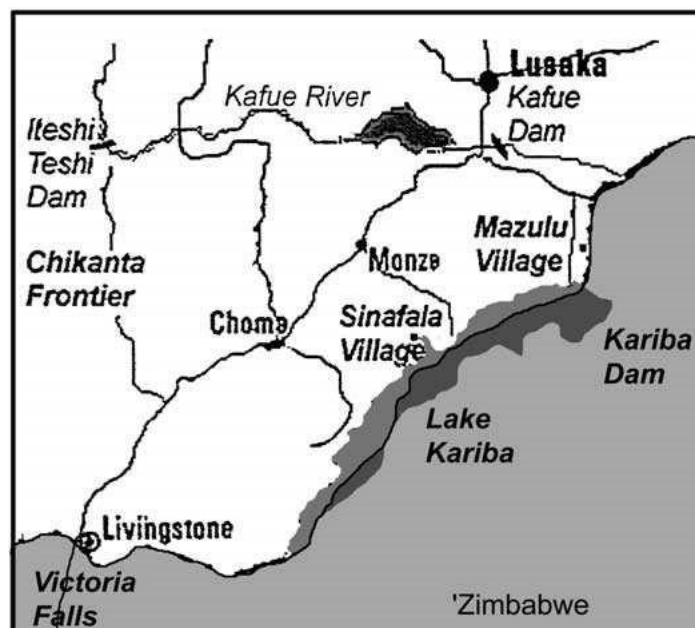 Lusaka
Kafue River
Kafue
Dam
Iteshi
Teshi
Dam
Mazulu
Village
Chikanta
Frontier
Monze
Choma
Sinafala
Village
Kariba
Dam
Lake
Kariba
Livingstone
Victoria
Falls
'Zimbabwe